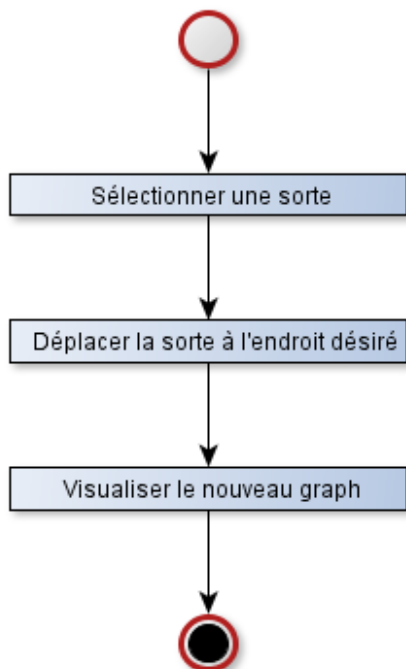 Sélectionner une sorte
Déplacer la sorte à l'endroit désiré
Visualiser le nouveau graph